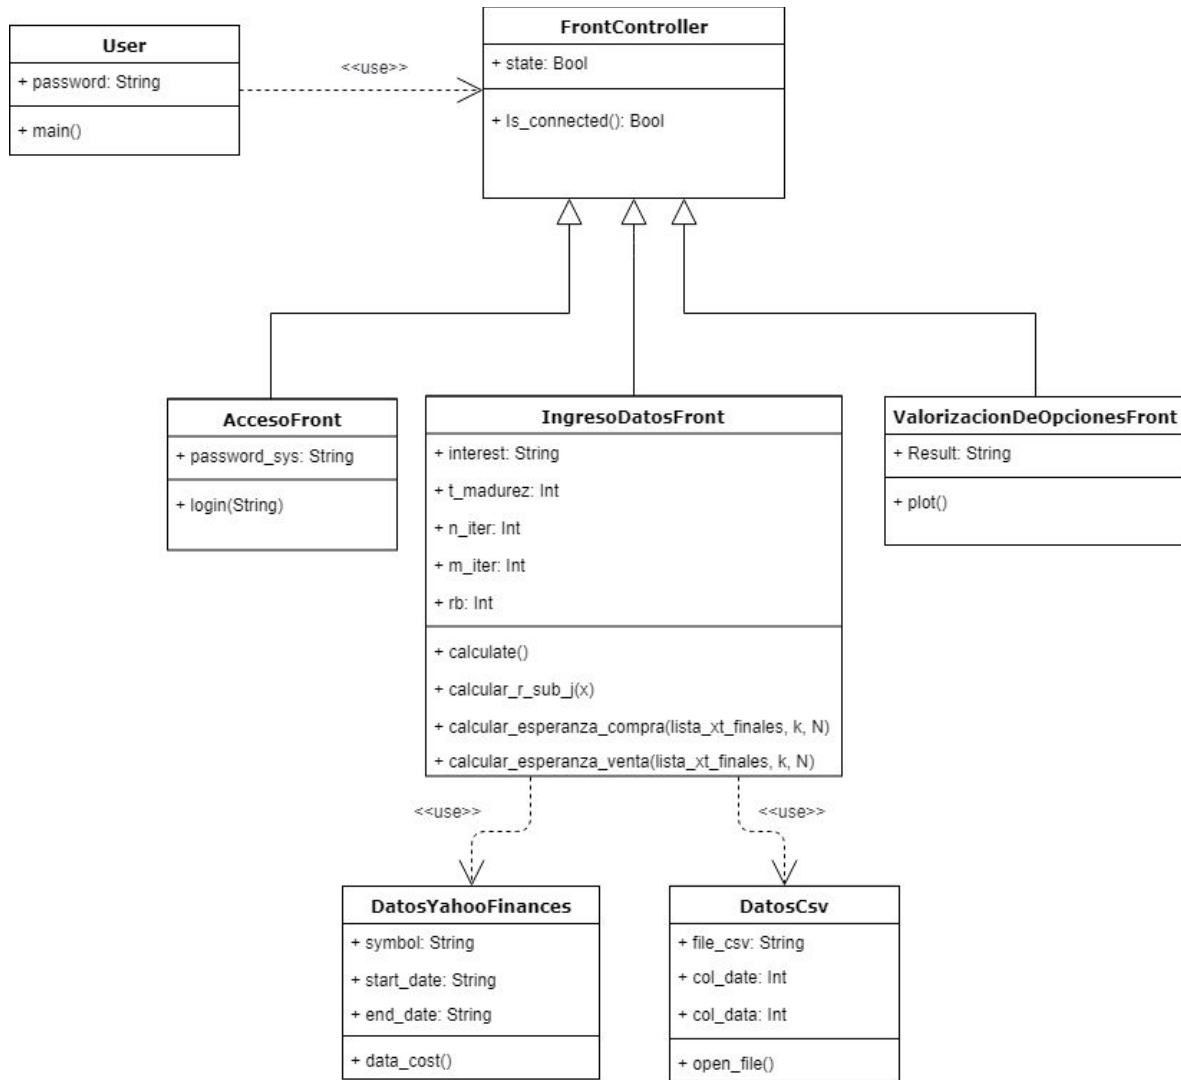 User
+ password: String
+ main()
<<use>>
FrontController
+ state: Bool
+ Is_connected(): Bool
AccesoFront
+ password_sys: String
+ login(String)
IngresoDatosFront
+ interest: String
+ t_madurez: Int
+ n_iter: Int
+ m_iter: Int
+ rb: Int
+ calculate()
+ calcular_r_sub_j(x)
+ calcular_esperanza_compra(lista_xt_finales, k, N)
+ calcular_esperanza_venta(lista_xt_finales, k, N)
ValorizacionDeOpcionesFront
+ Result: String
+ plot()
<<use>>
<<use>>
DatosYahooFinances
+ symbol: String
+ start_date: String
+ end_date: String
+ data_cost()
DatosCsv
+ file_csv: String
+ col_date: Int
+ col_data: Int
+ open_file()